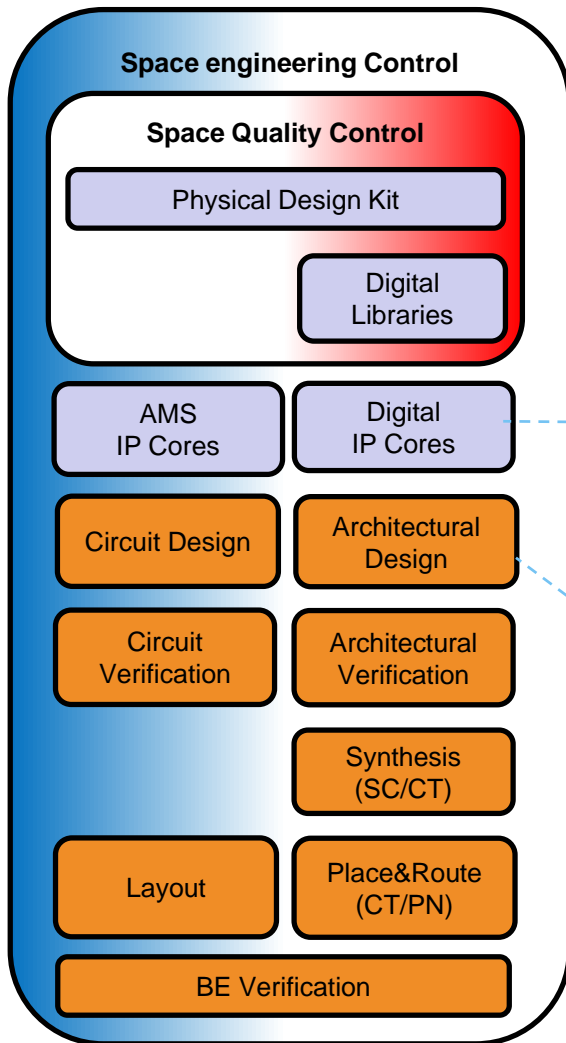 Space engineering Control
Space Quality Control
Physical Design Kit
Digital
Libraries
AMS
IP Cores
Digital
IP Cores
Circuit Design
Architectural
Design
Circuit
Verification
Architectural
Verification
Synthesis
(SC/CT)
Layout
Place&Route
(CT/PN)
BE Verification